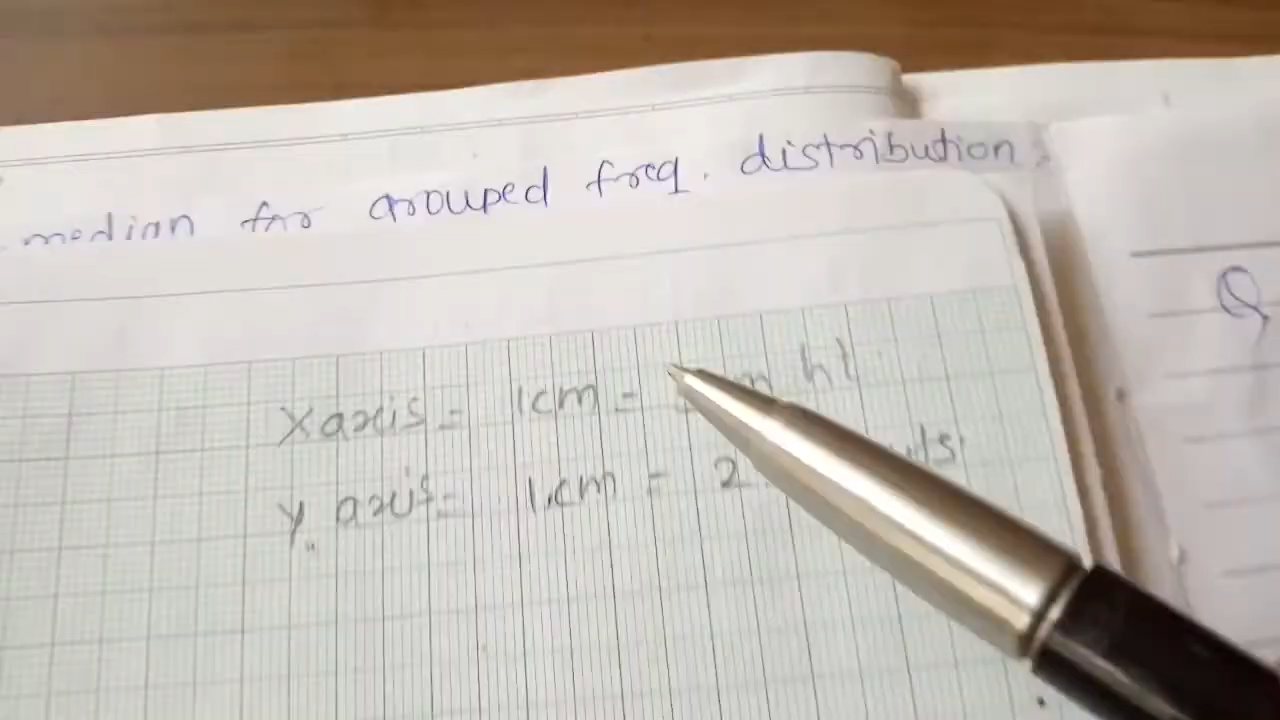 median for grouped freq. distribution
X axis = 1cm =
Y axis = 1cm = 2
Q